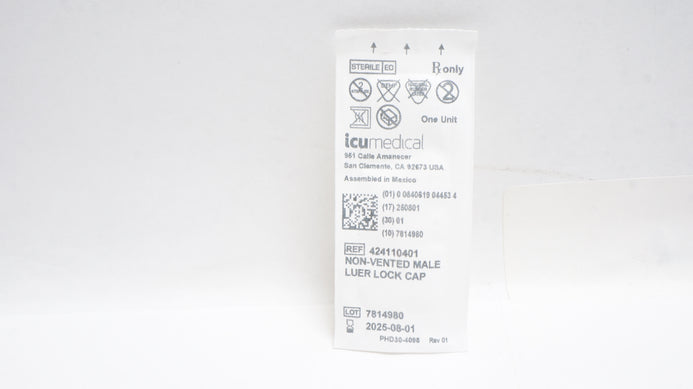 STERILE EO
Rx only
One Unit
icumedical
951 Calle Amanecer
San Clemente, CA 92673 USA
Assembled in Mexico
(01) 0 0840619 04453 4
(17) 250801
(30) 01
(10) 7814980
REF 424110401
NON-VENTED MALE
LUER LOCK CAP
LOT 7814980
2025-08-01
Rev 01